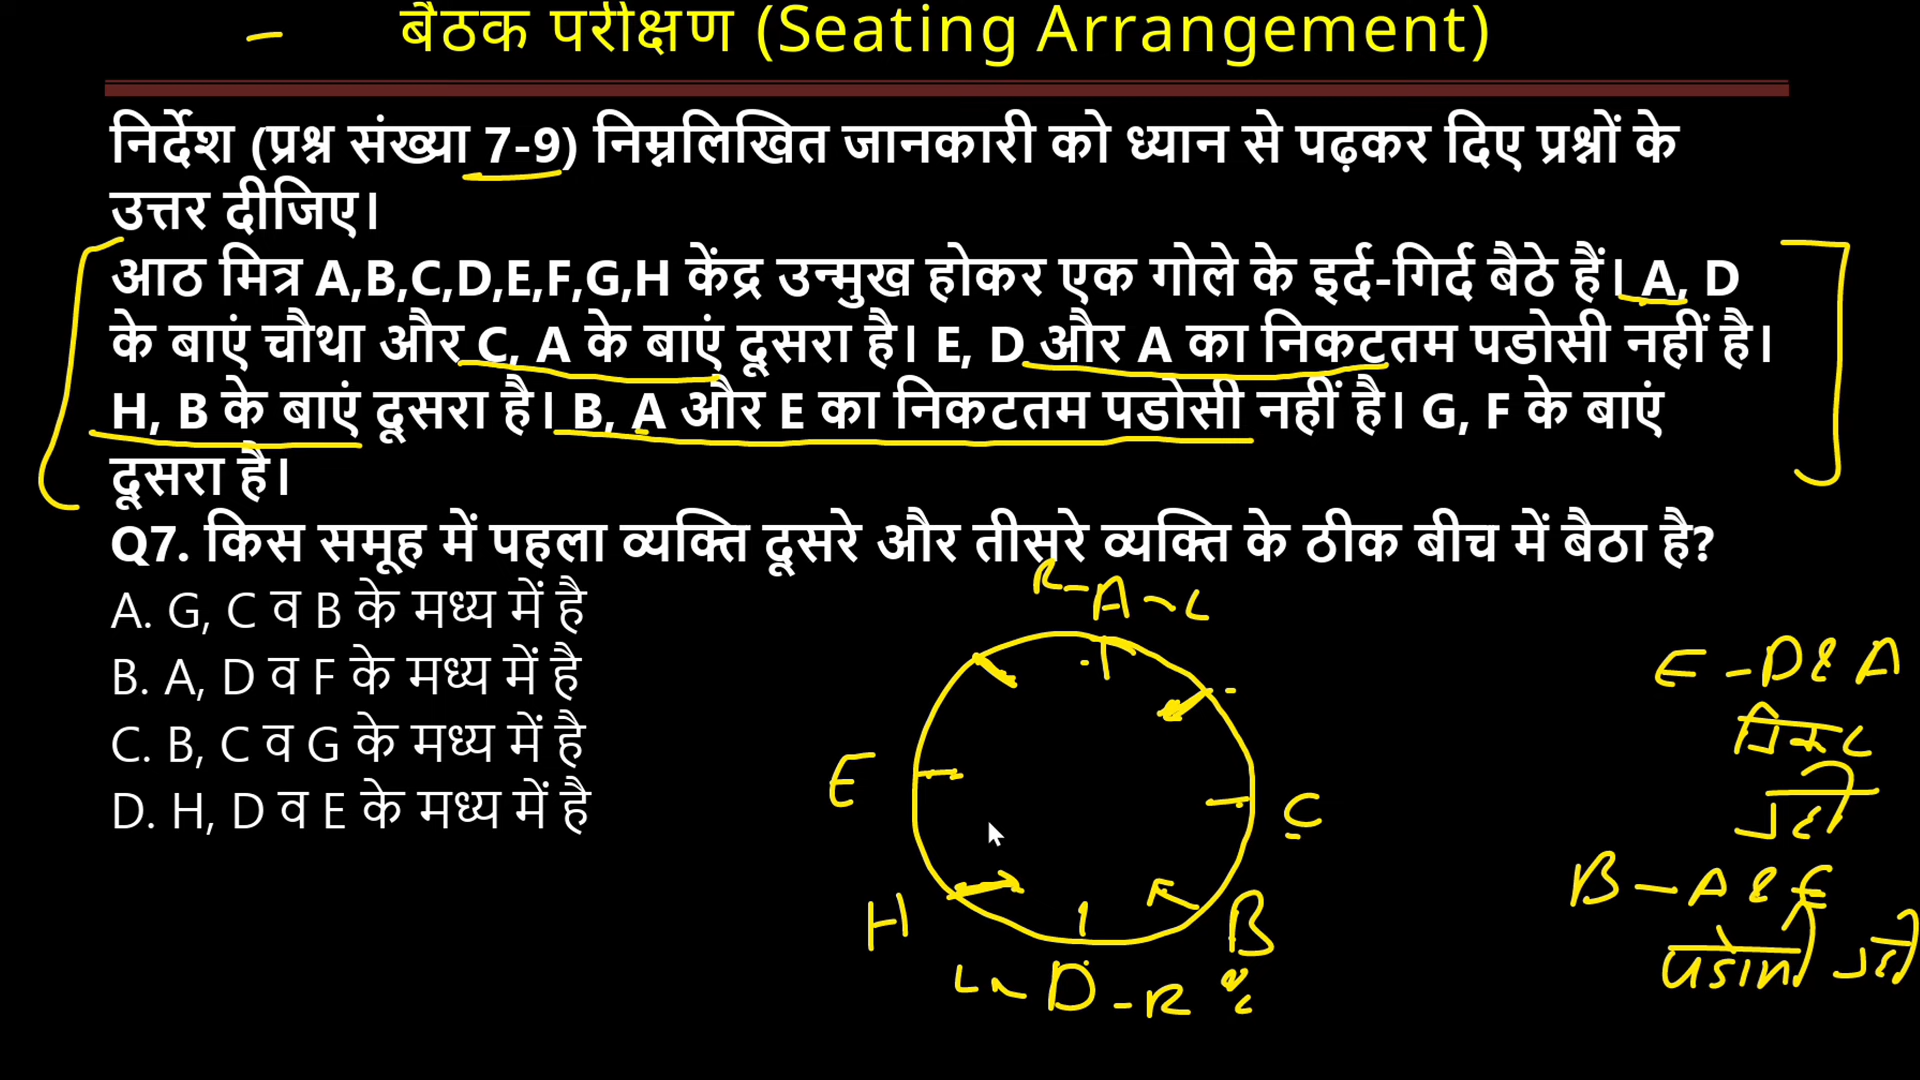 बैठक परीक्षण (Seating Arrangement)
निर्देश (प्रश्न संख्या 7-9) निम्नलिखित जानकारी को ध्यान से पढ़कर दिए प्रश्नों के
उत्तर दीजिए।
आठ मित्र A,B,C,D,E,F,G,H केंद्र उन्मुख होकर एक गोले के इर्द-गिर्द बैठे हैं। A, D
के बाएं चौथा और C, A के बाएं दूसरा है। E, D और A का निकटतम पडोसी नहीं है।
H, B के बाएं दूसरा है। B, A और E का निकटतम पडोसी नहीं है। G, F के बाएं
दूसरा है।
Q7. किस समूह में पहला व्यक्ति दूसरे और तीसरे व्यक्ति के ठीक बीच में बैठा है?
A. G, C व B के मध्य में है
B. A, D व F के मध्य में है
C. B, C व G के मध्य में है
D. H, D व E के मध्य में है
R-A-L
E
C
H
B
L-D-R
E-D& A
B-A & E